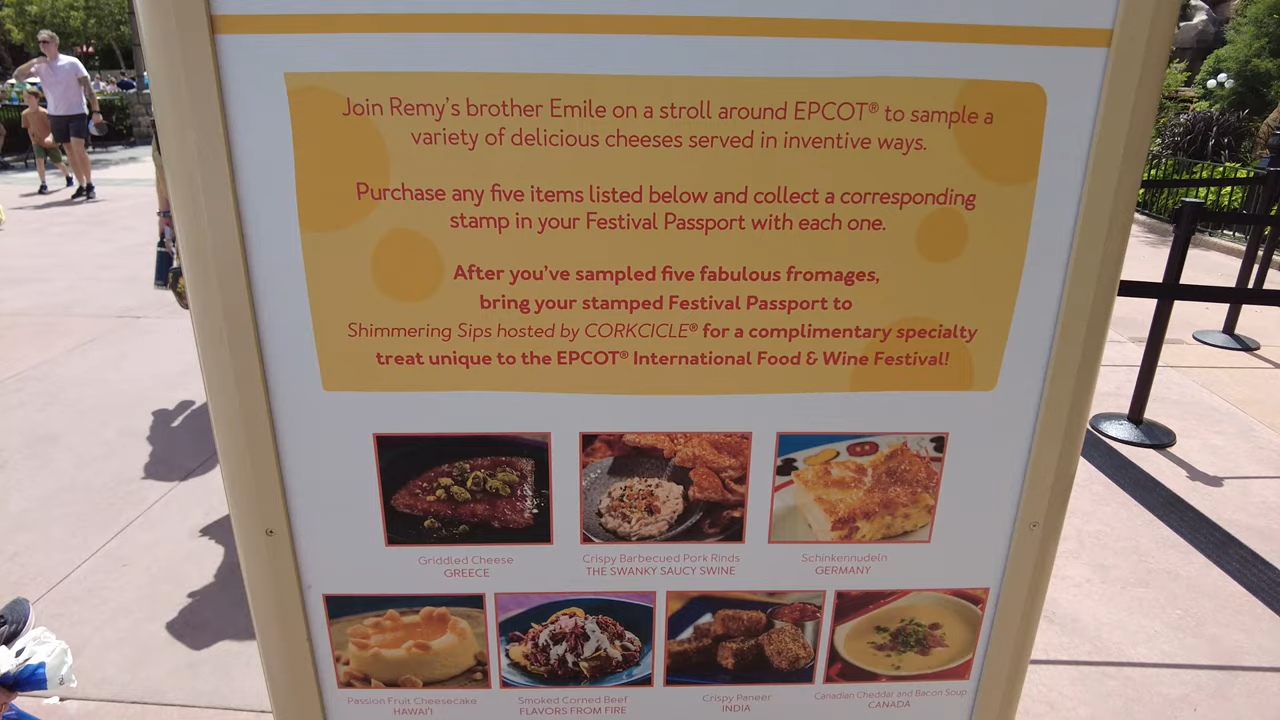 Join Remy's brother Emile on a stroll around EPCOT® to sample a
variety of delicious cheeses served in inventive ways.
Purchase any five items listed below and collect a corresponding
stamp in your Festival Passport with each one.
After you've sampled five fabulous fromages,
bring your stamped Festival Passport to
Shimmering Sips hosted by CORKCICLE® for a complimentary specialty
treat unique to the EPCOT® International Food & Wine Festival!
Griddled Cheese
GREECE
Crispy Barbecued Pork Rinds
THE SWANKY SAUCY SWINE
Schinkennudeln
GERMANY
Passion Fruit Cheesecake
HAWAI'I
Smoked Corned Beef
FLAVORS FROM FIRE
Crispy Paneer
INDIA
Canadian Cheddar and Bacon Soup
CANADA